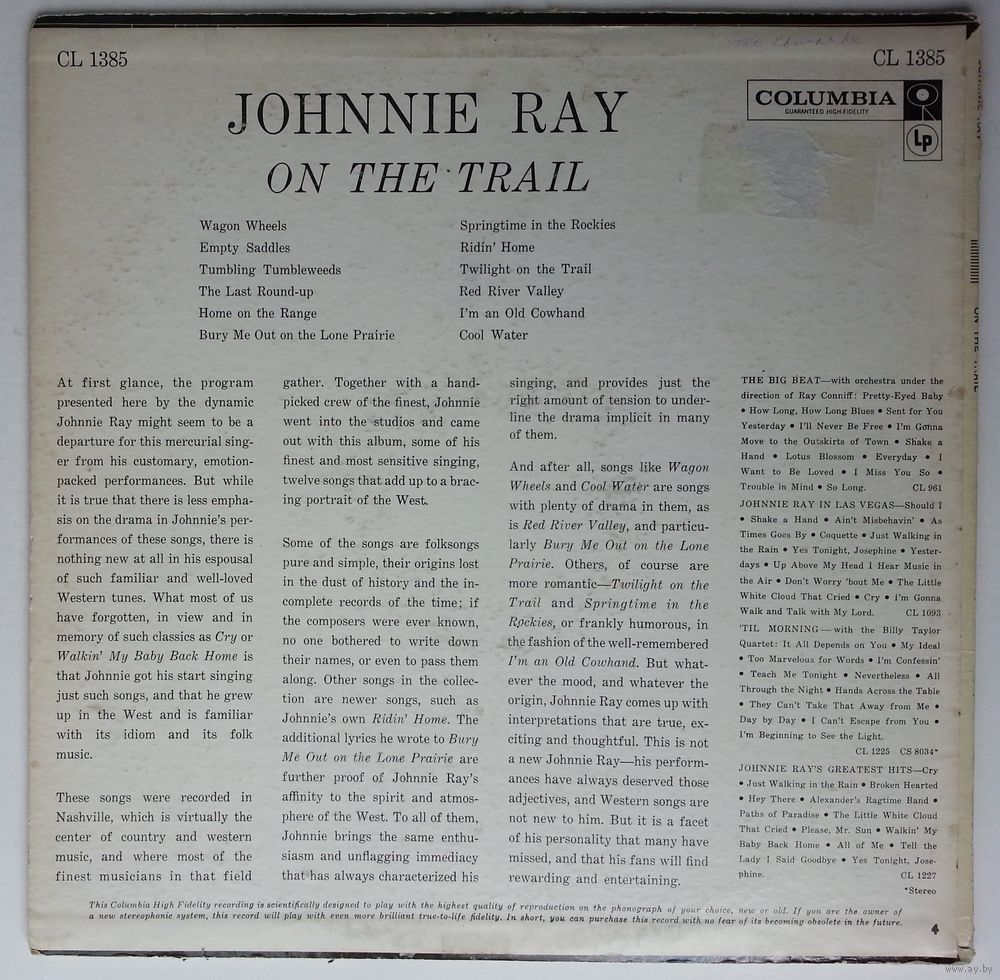 CL 1385
CL 1385
COLUMBIA
GUARANTEED HIGH-FIDELITY
Lp
JOHNNIE RAY
ON THE TRAIL
Wagon Wheels
Empty Saddles
Tumbling Tumbleweeds
The Last Round-up
Home on the Range
Bury Me Out on the Lone Prairie
Springtime in the Rockies
Ridin' Home
Twilight on the Trail
Red River Valley
I'm an Old Cowhand
Cool Water
At first glance, the program
presented here by the dynamic
Johnnie Ray might seem to be a
departure for this mercurial sing-
er from his customary, emotion-
packed performances. But while
it is true that there is less empha-
sis on the drama in Johnnie's per-
formances of these songs, there is
nothing new at all in his espousal
of such familiar and well-loved
Western tunes. What most of us
have forgotten, in view and in
memory of such classics as Cry or
Walkin' My Baby Back Home is
that Johnnie got his start singing
just such songs, and that he grew
up in the West and is familiar
with its idiom and its folk
music.
These songs were recorded in
Nashville, which is virtually the
center of country and western
music, and where most of the
finest musicians in that field
gather. Together with a hand-
picked crew of the finest, Johnnie
went into the studios and came
out with this album, some of his
finest and most sensitive singing,
twelve songs that add up to a brac-
ing portrait of the West.
Some of the songs are folksongs
pure and simple, their origins lost
in the dust of history and the in-
complete records of the time; if
the composers were ever known,
no one bothered to write down
their names, or even to pass them
along. Other songs in the collec-
tion are newer songs, such as
Johnnie's own Ridin' Home. The
additional lyrics he wrote to Bury
Me Out on the Lone Prairie are
further proof of Johnnie Ray's
affinity to the spirit and atmos-
phere of the West. To all of them,
Johnnie brings the same enthu-
siasm and unflagging immediacy
that has always characterized his
singing, and provides just the
right amount of tension to under-
line the drama implicit in many
of them.
And after all, songs like Wagon
Wheels and Cool Water are songs
with plenty of drama in them, as
is Red River Valley, and particu-
larly Bury Me Out on the Lone
Prairie. Others, of course are
more romantic—Twilight on the
Trail and Springtime in the
Rockies, or frankly humorous, in
the fashion of the well-remembered
I'm an Old Cowhand. But what-
ever the mood, and whatever the
origin, Johnnie Ray comes up with
interpretations that are true, ex-
citing and thoughtful. This is not
a new Johnnie Ray—his perform-
ances have always deserved those
adjectives, and Western songs are
not new to him. But it is a facet
of his personality that many have
missed, and that his fans will find
rewarding and entertaining.
THE BIG BEAT—with orchestra under the
direction of Ray Conniff: Pretty-Eyed Baby
• How Long, How Long Blues • Sent for You
Yesterday • I'll Never Be Free • I'm Gonna
Move to the Outskirts of Town • Shake a
Hand • Lotus Blossom • Everyday • I
Want to Be Loved • I Miss You So •
Trouble in Mind • So Long. CL 961
JOHNNIE RAY IN LAS VEGAS—Should I
• Shake a Hand • Ain't Misbehavin' • As
Times Goes By • Coquette • Just Walking in
the Rain • Yes Tonight, Josephine • Yester-
days • Up Above My Head I Hear Music in
the Air • Don't Worry 'bout Me • The Little
White Cloud That Cried • Cry • I'm Gonna
Walk and Talk with My Lord. CL 1093
'TIL MORNING—with the Billy Taylor
Quartet: It All Depends on You • My Ideal
• Too Marvelous for Words • I'm Confessin'
• Teach Me Tonight • Nevertheless • All
Through the Night • Hands Across the Table
• They Can't Take That Away from Me •
Day by Day • I Can't Escape from You •
I'm Beginning to See the Light.
CL 1225 CS 8034*
JOHNNIE RAY'S GREATEST HITS—Cry
• Just Walking in the Rain • Broken Hearted
• Hey There • Alexander's Ragtime Band •
Paths of Paradise • The Little White Cloud
That Cried • Please, Mr. Sun • Walkin' My
Baby Back Home • All of Me • Tell the
Lady I Said Goodbye • Yes Tonight, Jose-
phine. CL 1227
*Stereo
This Columbia High Fidelity recording is scientifically designed to play with the highest quality of reproduction on the phonograph of your choice, new or old. If you are the owner of
a new stereophonic system, this record will play with even more brilliant true-to-life fidelity. In short, you can purchase this record with no fear of its becoming obsolete in the future.
4
www.ay.by